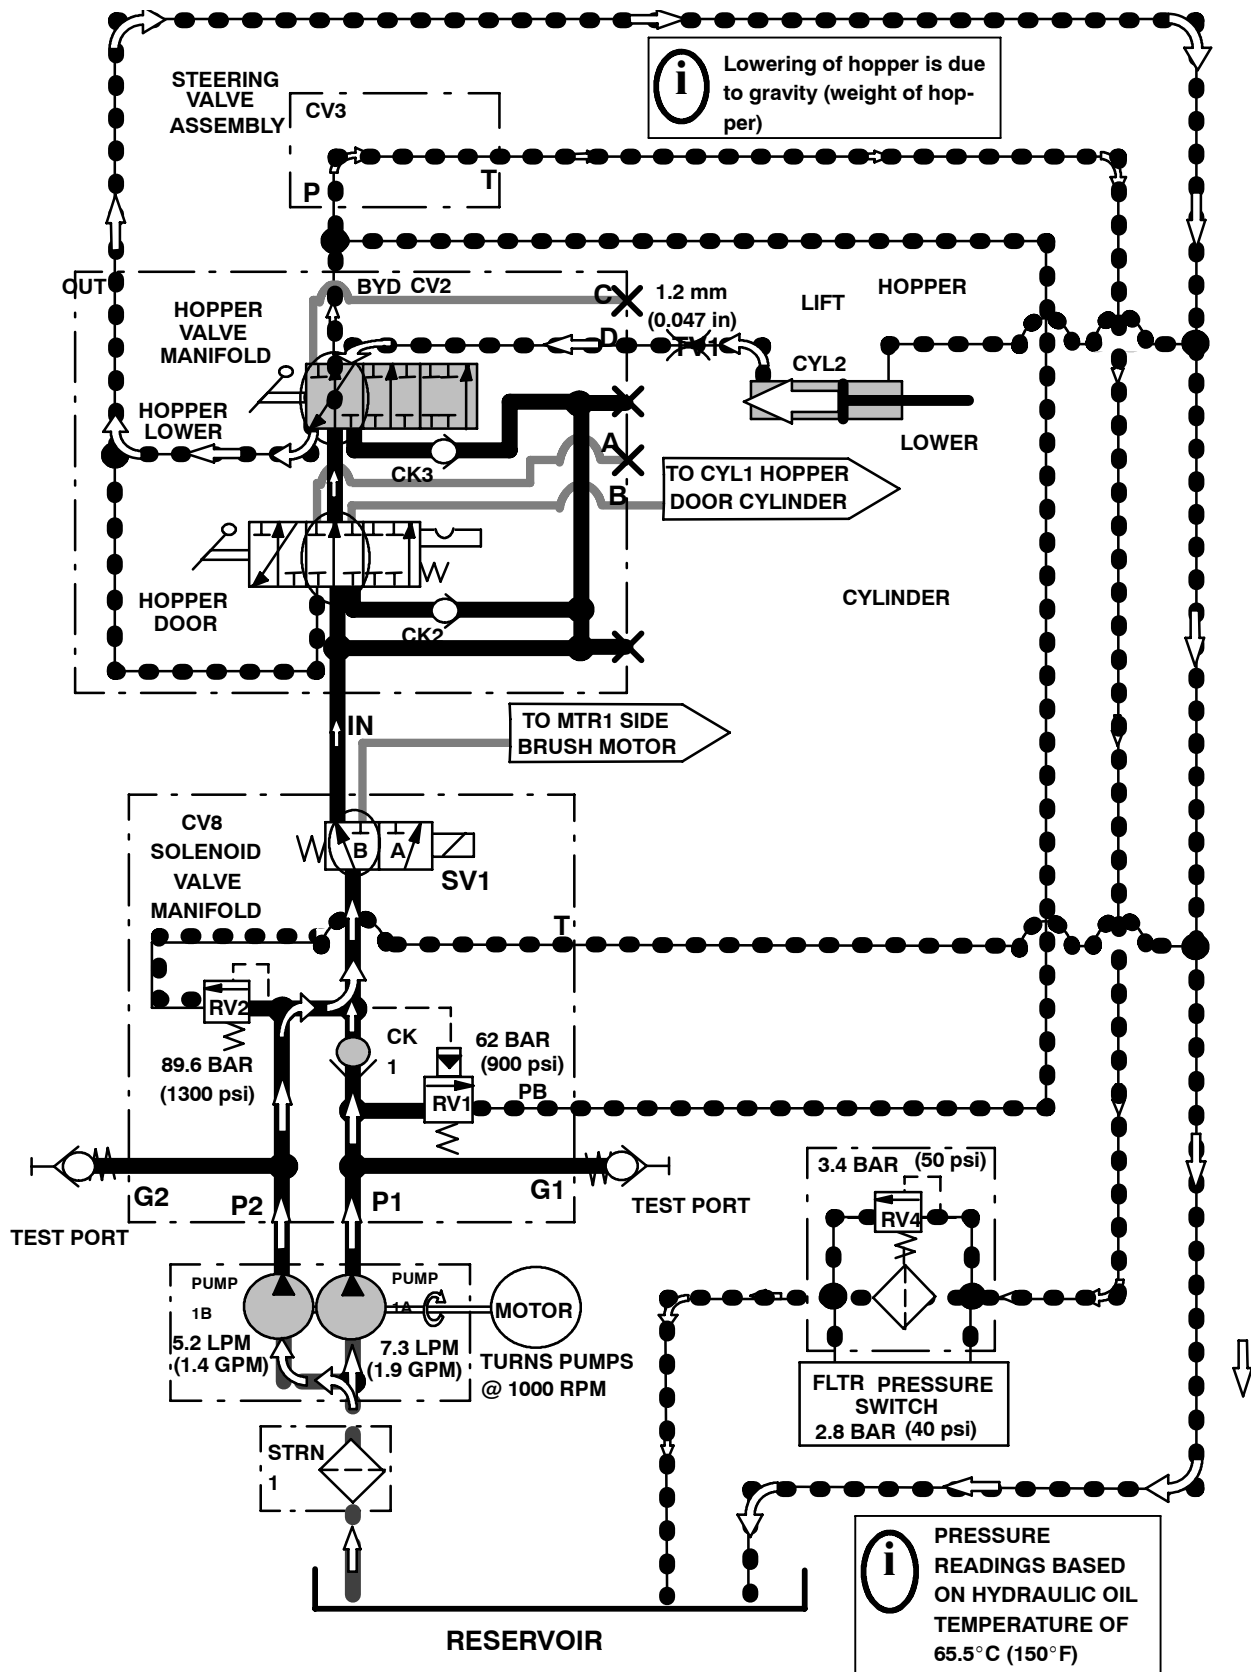 Lowering of hopper is due
to gravity (weight of hop-
per)
STEERING
VALVE
ASSEMBLY
CV3
P
T
OUT
BYD CV2
C
1.2 mm
(0.047 in)
D
FV1
LIFT
HOPPER
HOPPER
VALVE
MANIFOLD
CYL2
HOPPER
LOWER
LOWER
CK3
A
B
TO CYL1 HOPPER
DOOR CYLINDER
HOPPER
DOOR
CK2
CYLINDER
IN
TO MTR1 SIDE
BRUSH MOTOR
CV8
SOLENOID
VALVE
MANIFOLD
B
A
SV1
T
RV2
89.6 BAR
(1300 psi)
CK
1
62 BAR
(900 psi)
RV1
PB
G2
P2
P1
G1
TEST PORT
TEST PORT
3.4 BAR (50 psi)
RV4
PUMP
1B
PUMP
1A
MOTOR
5.2 LPM
(1.4 GPM)
7.3 LPM
(1.9 GPM)
TURNS PUMPS
@ 1000 RPM
FLTR PRESSURE
SWITCH
2.8 BAR (40 psi)
STRN
1
i
i
PRESSURE
READINGS BASED
ON HYDRAULIC OIL
TEMPERATURE OF
65.5°C (150°F)
RESERVOIR